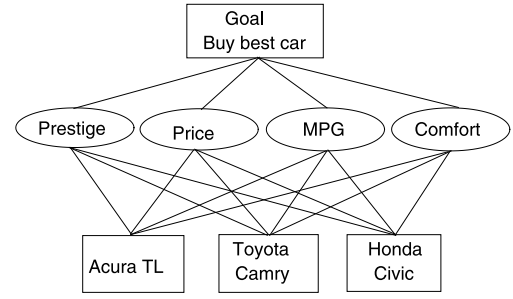 Goal
Buy best car
Prestige
Price
MPG
Comfort
Acura TL
Toyota
Camry
Honda
Civic